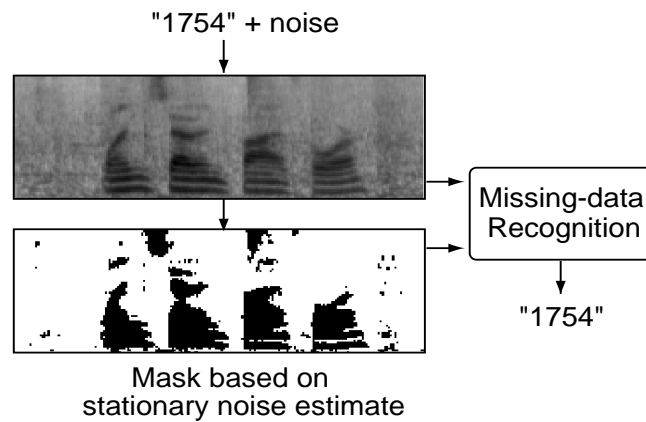 "1754" + noise
Missing-data
Recognition
"1754"
Mask based on
stationary noise estimate